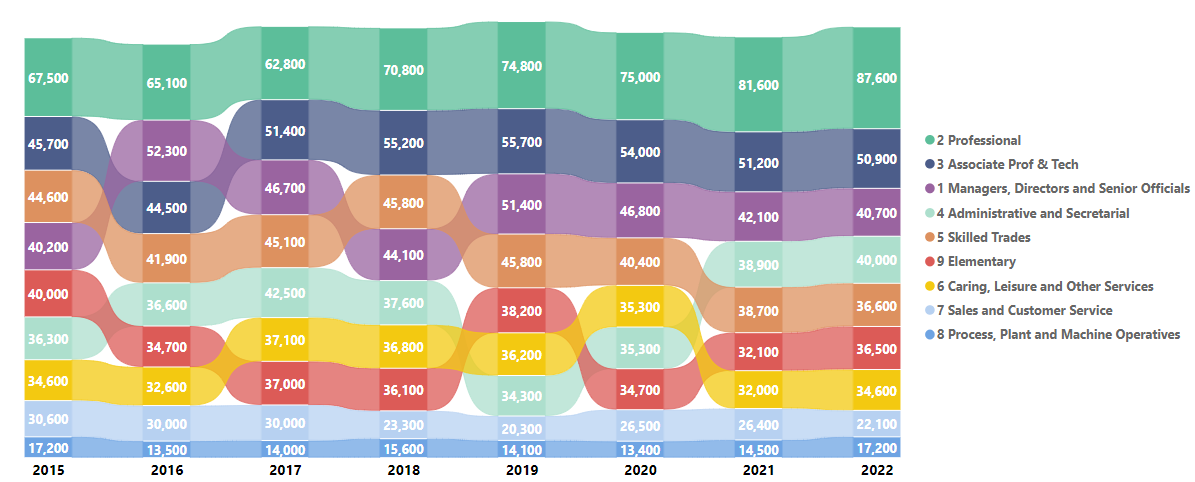 67,500 65,100 62,800 70,800 74,800 75,000 81,600 87,600
45,700 52,300 51,400 55,200 55,700 54,000 51,200 50,900
44,600 44,500 46,700 45,800 51,400 46,800 42,100 40,700
40,200 41,900 45,100 44,100 45,800 40,400 38,900 40,000
40,000 36,600 42,500 37,600 38,200 35,300 38,700 36,600
36,300 34,700 37,100 36,800 36,200 35,300 32,100 36,500
34,600 32,600 37,000 36,100 34,300 34,700 32,000 34,600
30,600 30,000 30,000 23,300 20,300 26,500 26,400 22,100
17,200 13,500 14,000 15,600 14,100 13,400 14,500 17,200
2015 2016 2017 2018 2019 2020 2021 2022
2 Professional
3 Associate Prof & Tech
1 Managers, Directors and Senior Officials
4 Administrative and Secretarial
5 Skilled Trades
9 Elementary
6 Caring, Leisure and Other Services
7 Sales and Customer Service
8 Process, Plant and Machine Operatives